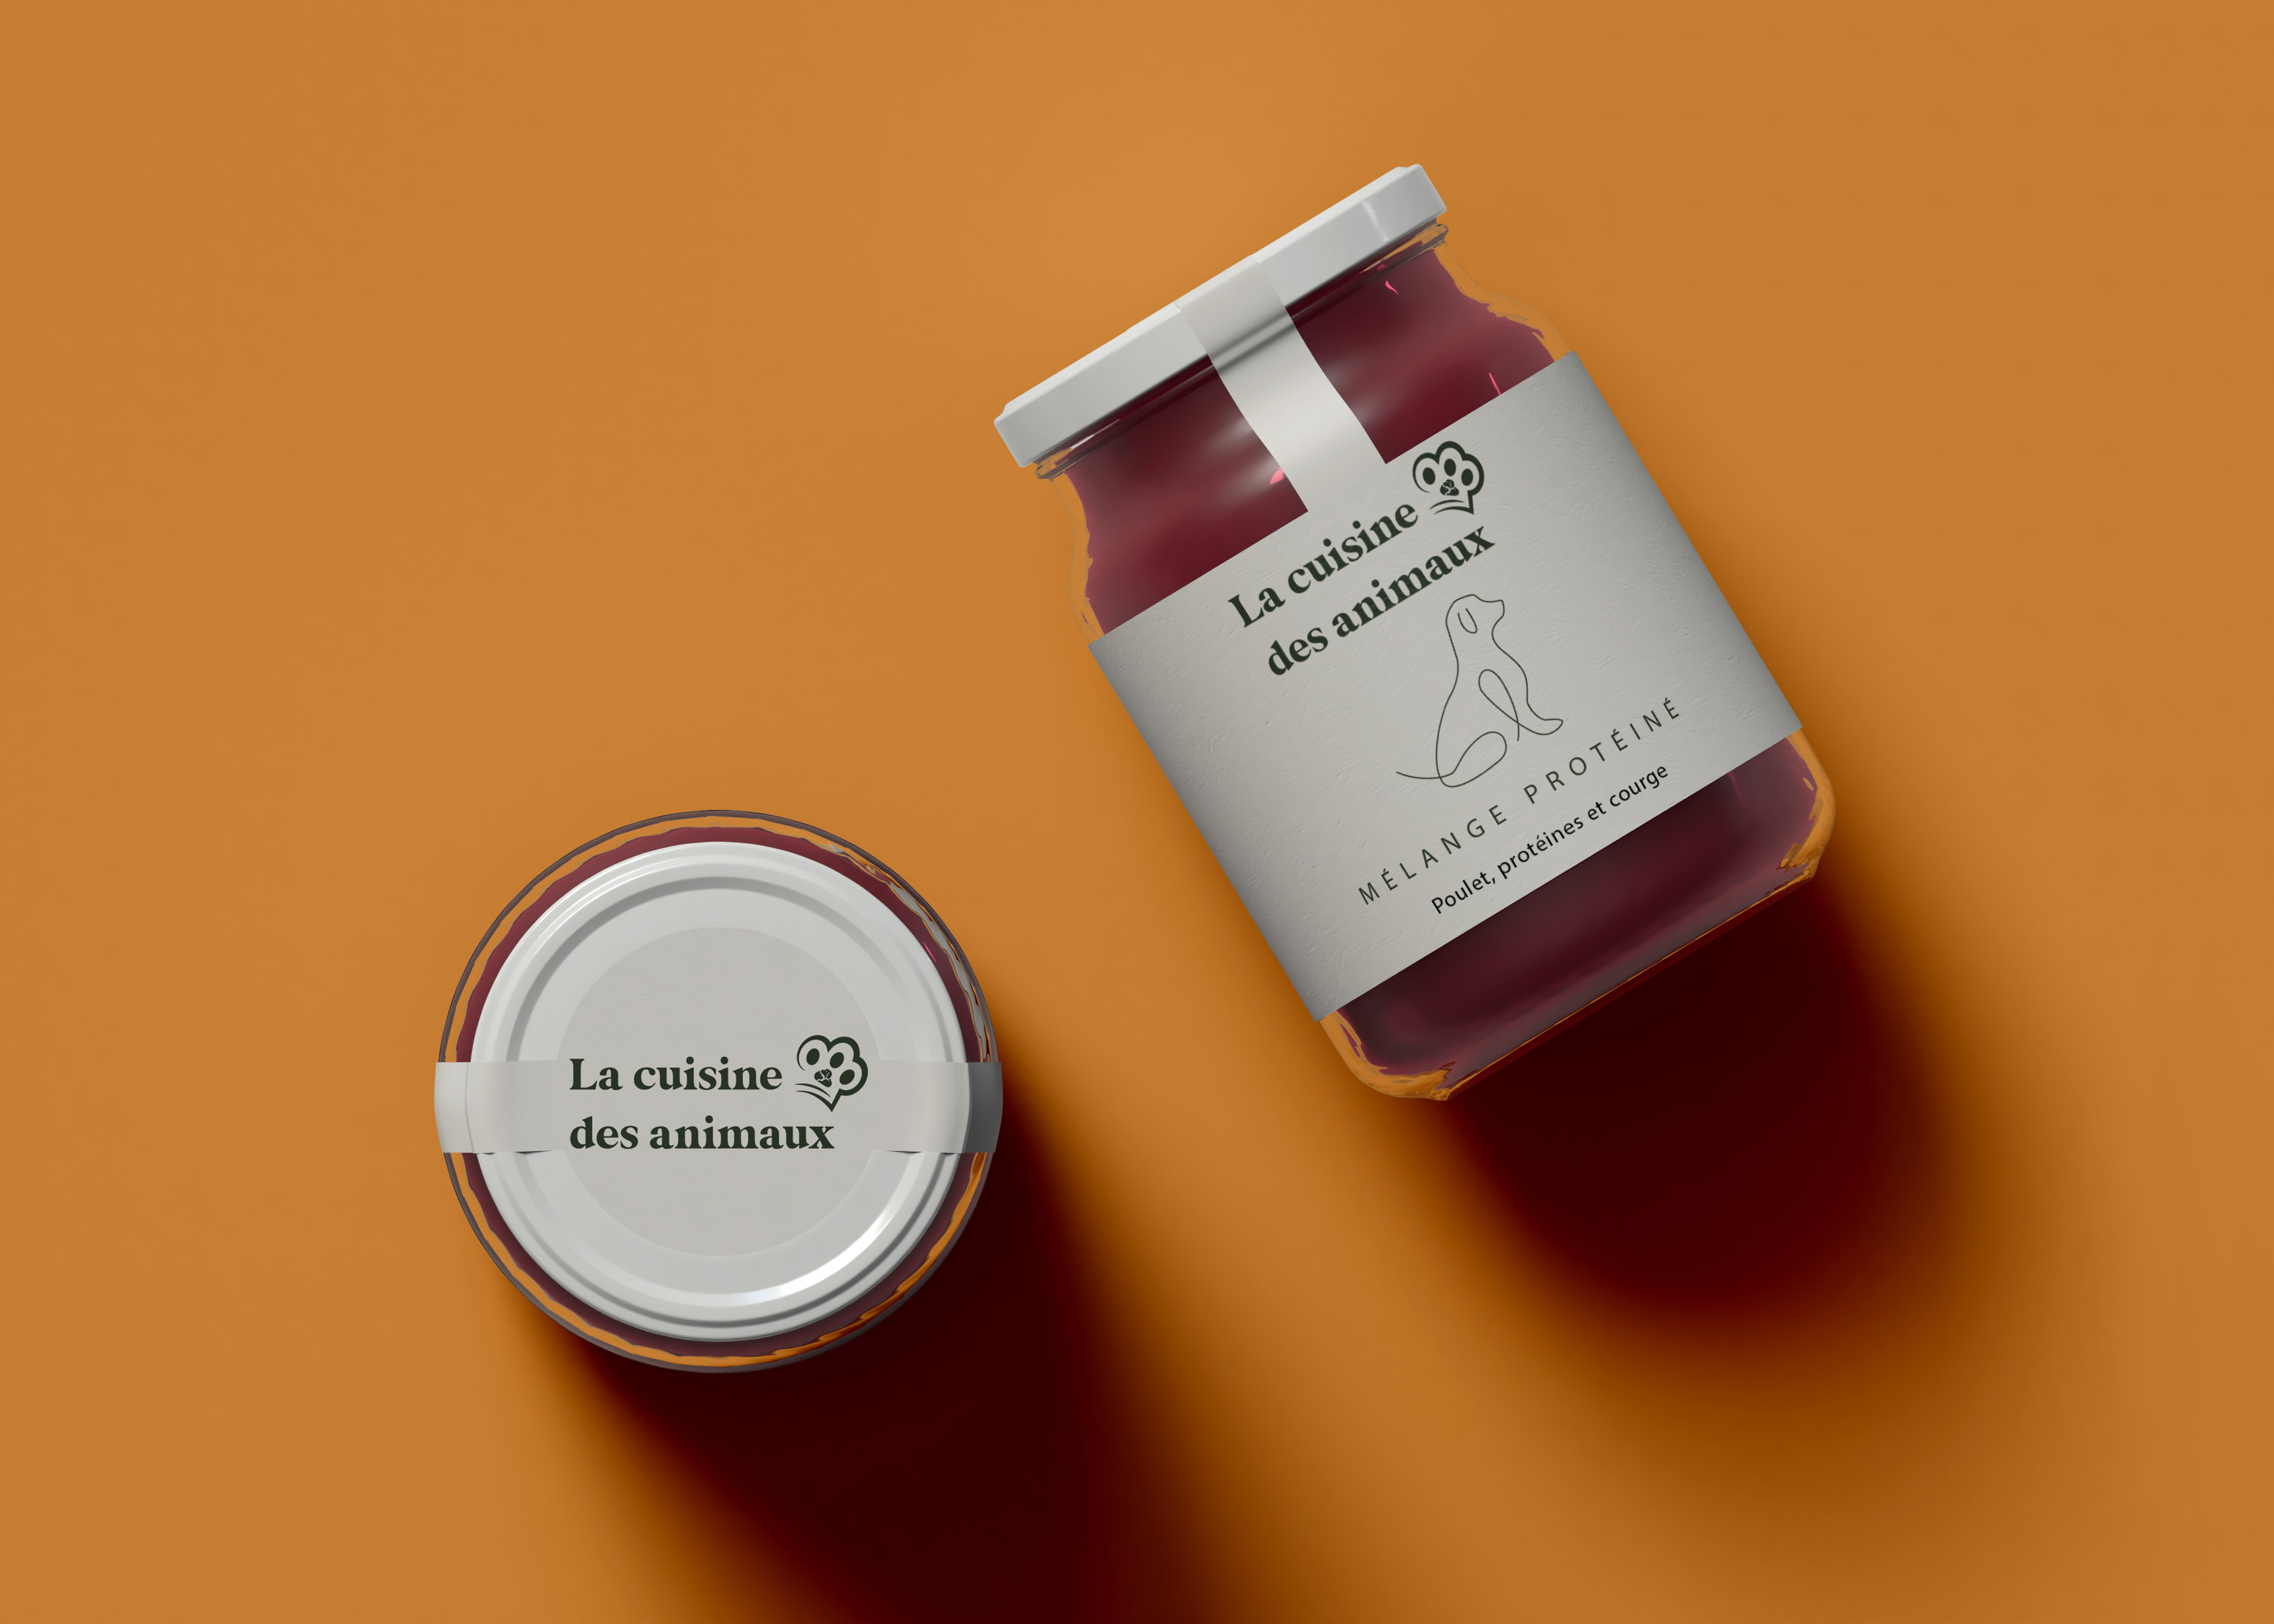 La cuisine
des animaux
MÉLANGE PROTÉINÉ
Poulet, protéines et courge
La cuisine
des animaux